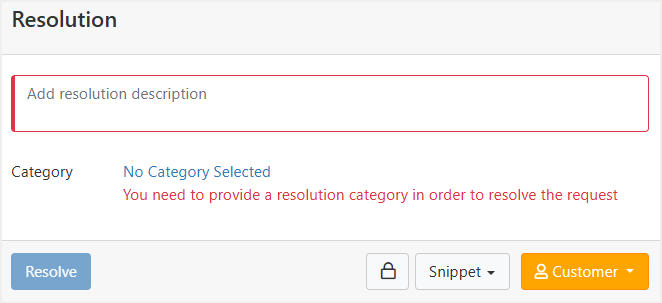 Resolution
Add resolution description
Category No Category Selected
You need to provide a resolution category in order to resolve the request
Resolve Snippet Customer